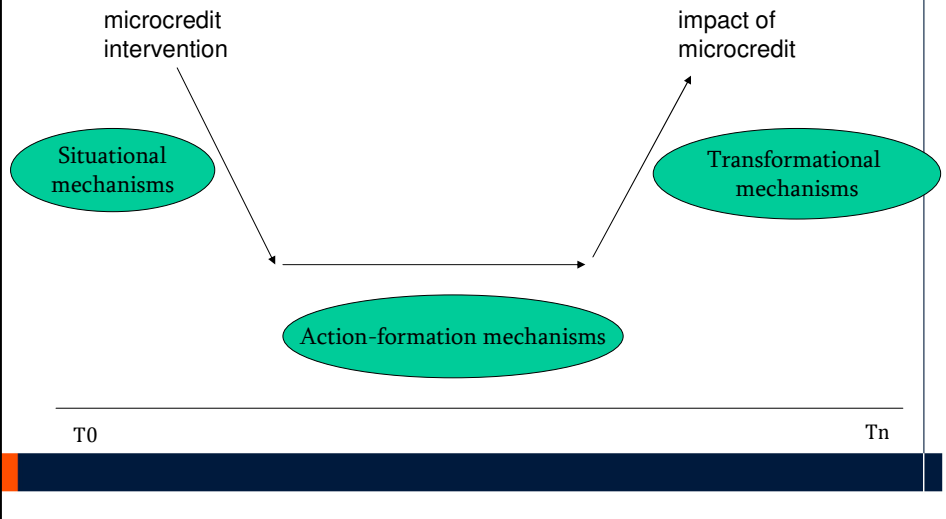 microcredit
intervention
impact of
microcredit
Situational
mechanisms
Transformational
mechanisms
Action-formation mechanisms
T0
Tn